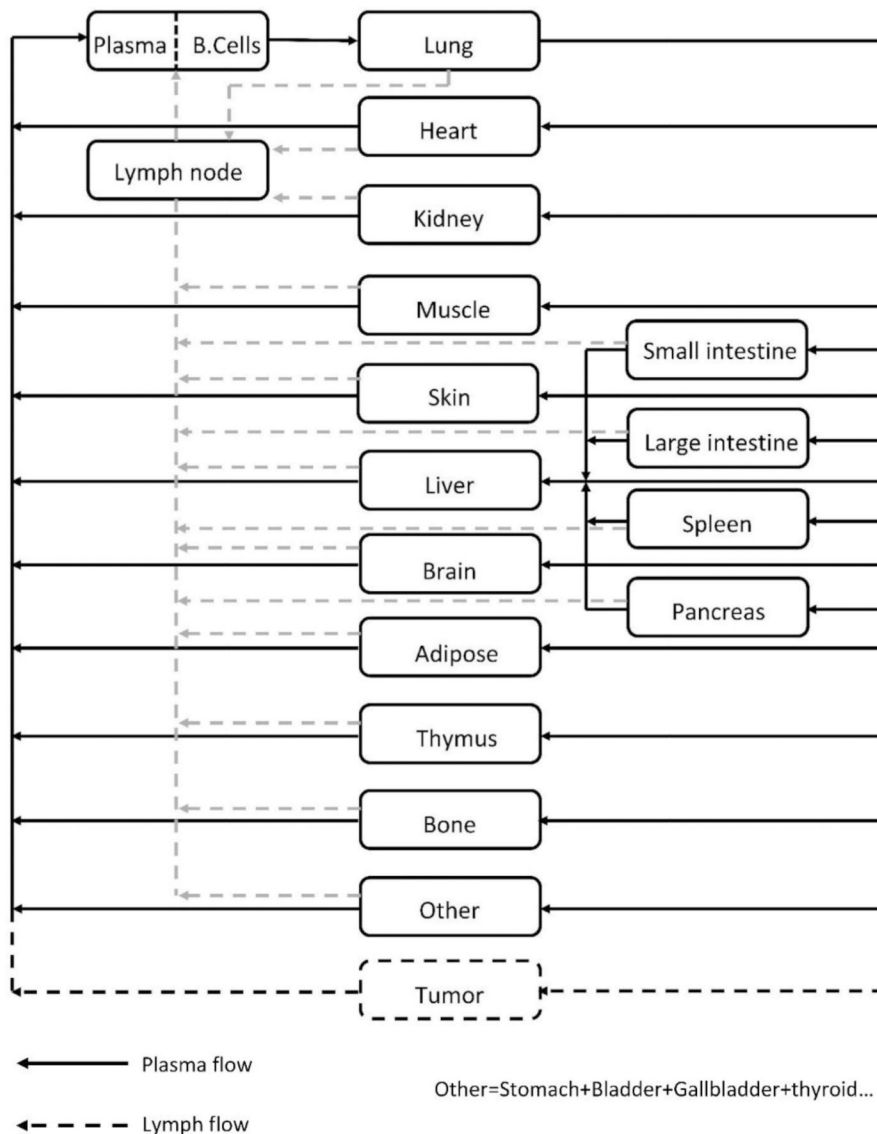 Plasma B.Cells Lung
Heart
Lymph node
Kidney
Muscle
Small intestine
Skin
Large intestine
Liver
Spleen
Brain
Pancreas
Adipose
Thymus
Bone
Other
Tumor
Plasma flow
Other=Stomach+Bladder+Gallbladder+thyroid...
Lymph flow